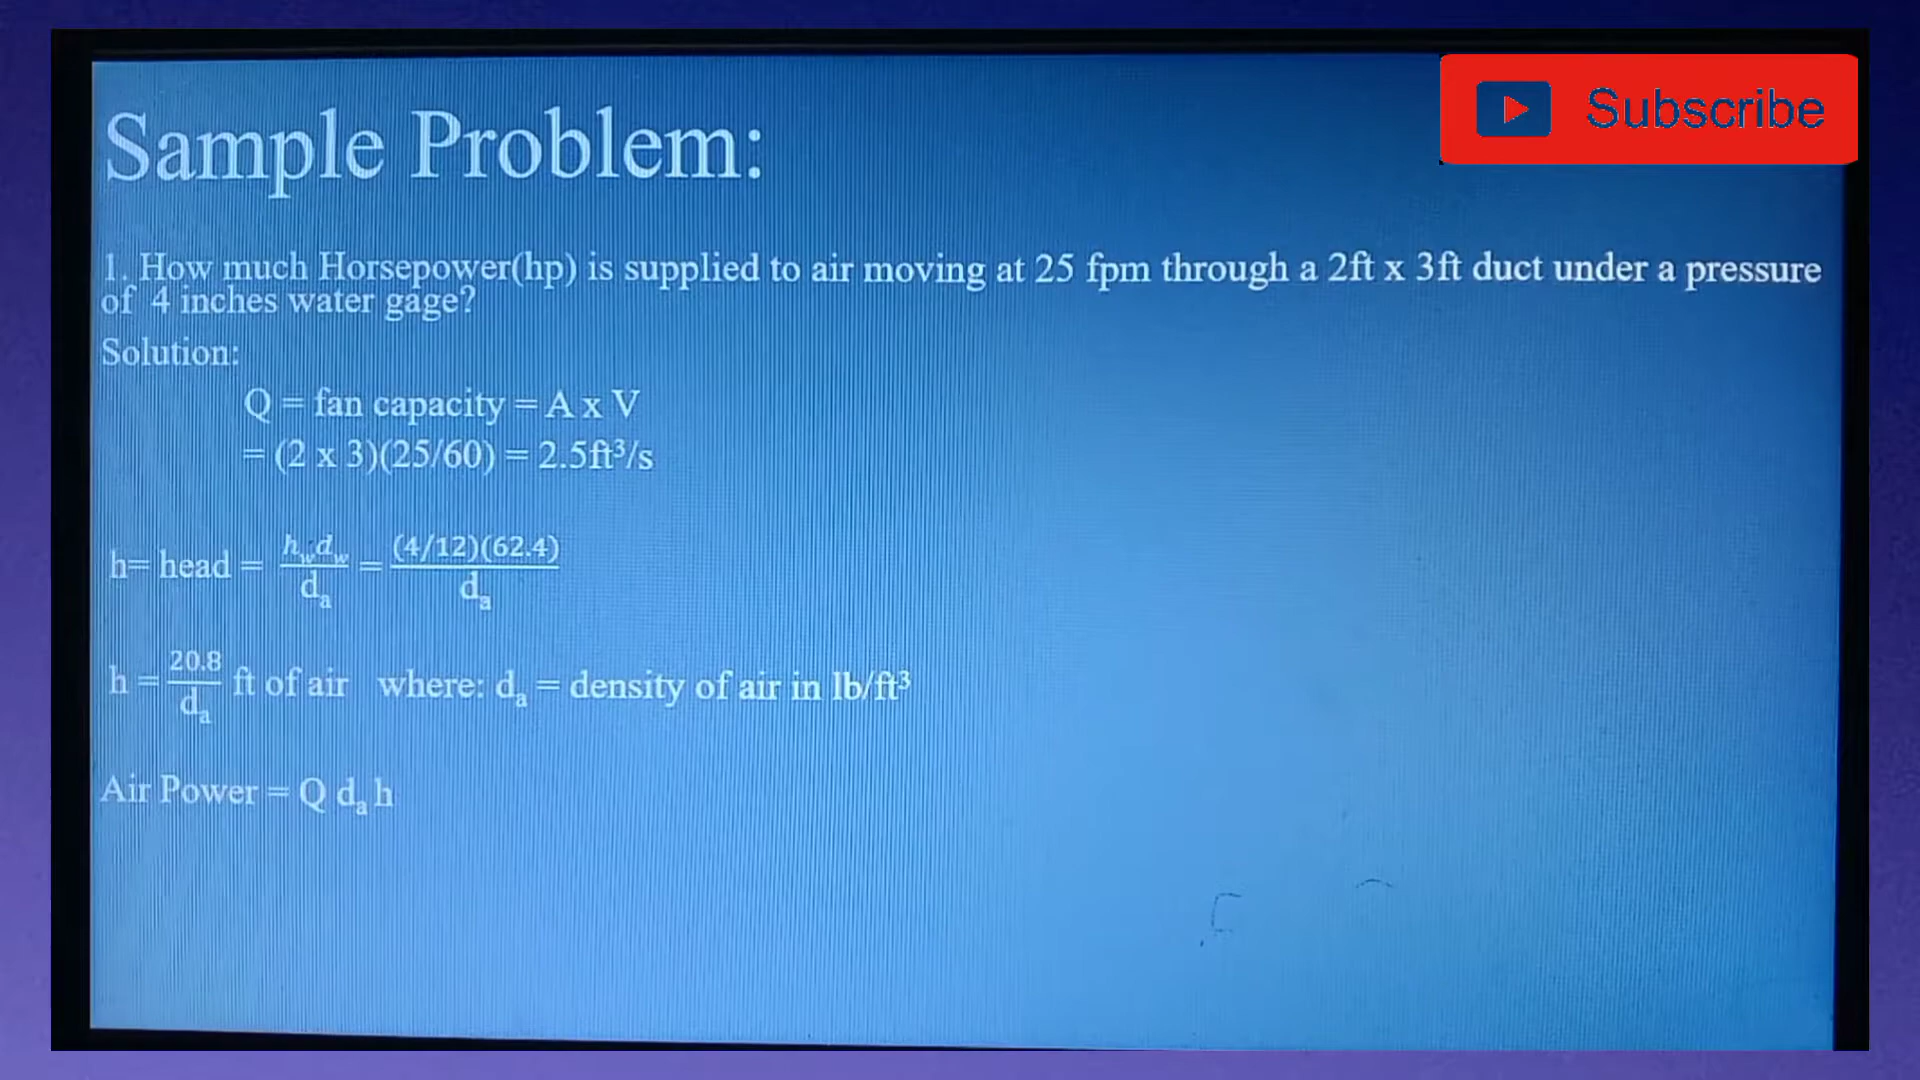 Subscribe
Sample Problem:
1. How much Horsepower(hp) is supplied to air moving at 25 fpm through a 2ft x 3ft duct under a pressure
of 4 inches water gage?
Solution:
Q = fan capacity = A x V
= (2 x 3)(25/60) = 2.5ft³/s
h= head = h_w d_w / d_a = (4/12)(62.4) / d_a
h = 20.8 / d_a ft of air where: d_a = density of air in lb/ft³
Air Power = Q d_a h